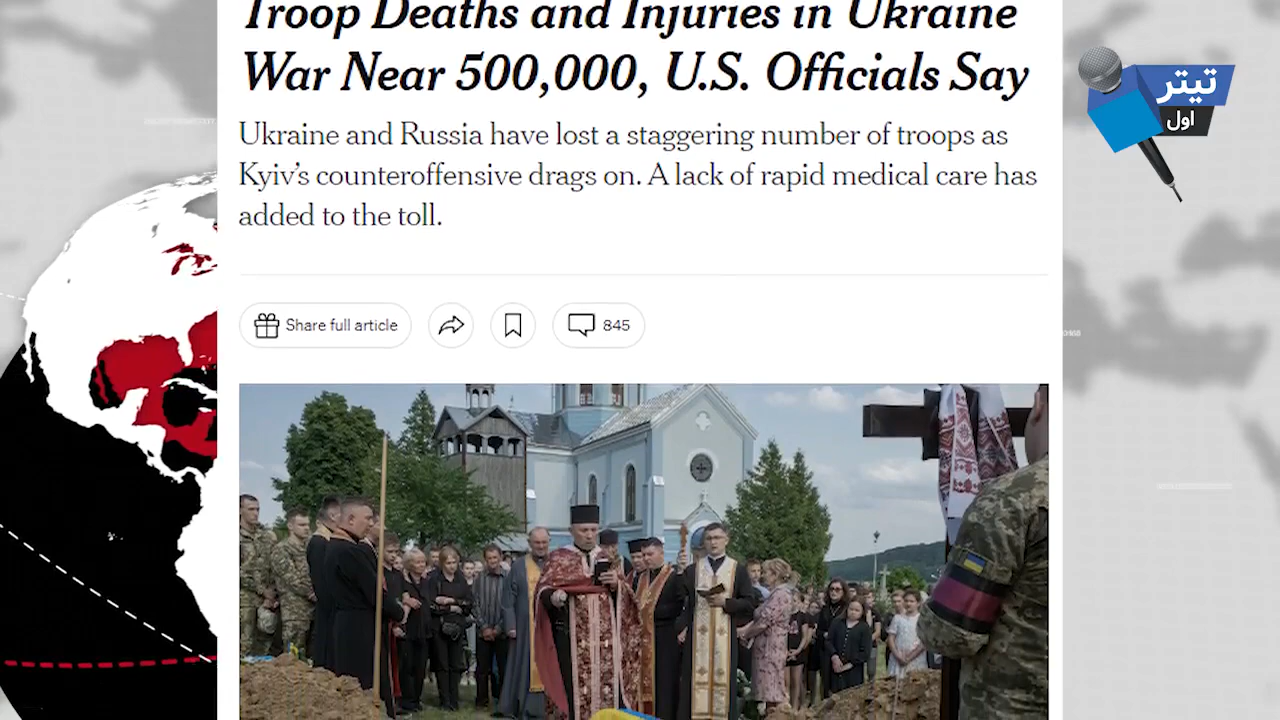 Troop Deaths and Injuries in Ukraine
War Near 500,000, U.S. Officials Say
تیتر
اول
Ukraine and Russia have lost a staggering number of troops as
Kyiv's counteroffensive drags on. A lack of rapid medical care has
added to the toll.
Share full article
845